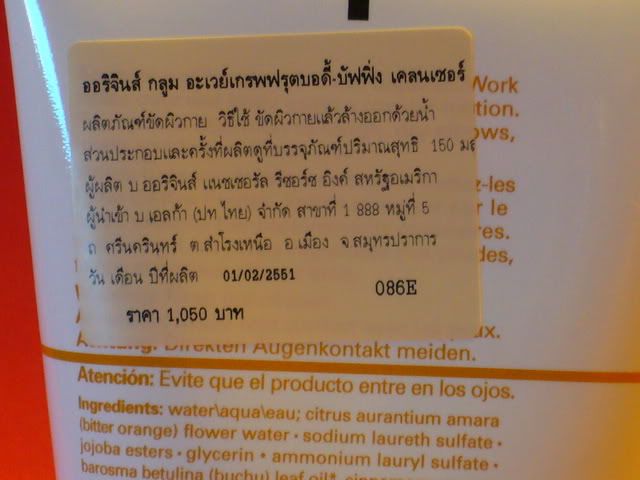 ออริจินส์ กลูม อะเวย์เกรพฟรุตบอดี้-บัฟฟิ่ง เคลนเซอร์
Work
ผลิตภัณฑ์ขัดผิวกาย วิธีใช้ ขัดผิวกายแล้วล้างออกด้วยน้ำ
ส่วนประกอบและครั้งที่ผลิตดูที่บรรจุภัณฑ์ปริมาณสุทธิ 150 มล
ผู้ผลิต บ ออริจินส์ แนชเชอรัล รีซอร์ซ อิงค์ สหรัฐอเมริกา
ผู้นำเข้า บ เอลก้า (ปท ไทย) จำกัด สาขาที่ 1 888 หมู่ที่ 5
ถ ศรีนครินทร์ ต สำโรงเหนือ อ เมือง จ สมุทรปราการ
วัน เดือน ปีที่ผลิต 01/02/2551
086E
ราคา 1,050 บาท
Achtung: Direkten Augenkontakt meiden.
Atención: Evite que el producto entre en los ojos.
Ingredients: water\aqua\eau; citrus aurantium amara
(bitter orange) flower water • sodium laureth sulfate •
jojoba esters • glycerin • ammonium lauryl sulfate •
barosma betulina (buchu) leaf oil*